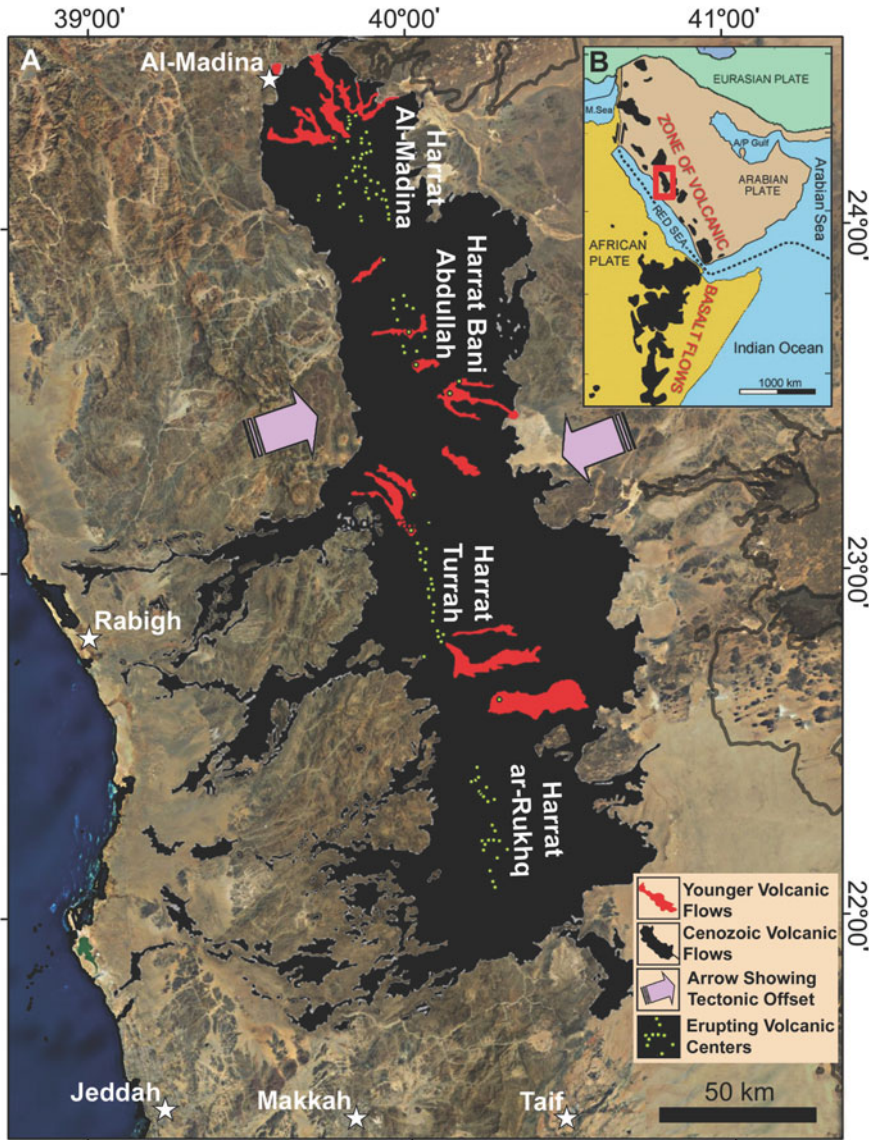 39°00'
40°00'
41°00'
A
Al-Madina
Harrat
Al-Madina
Harrat Bani
Abdullah
Harrat
Turrah
Harrat
ar-Rukhq
Rabigh
Jeddah
Makkah
Taif
24°00'
23°00'
22°00'
B
EURASIAN PLATE
M.Sea
ZONE OF VOLCANIC
A/P Gulf
ARABIAN
PLATE
Arabian Sea
RED SEA
AFRICAN
PLATE
BASALT FLOWS
Indian Ocean
1000 km
Younger Volcanic
Flows
Cenozoic Volcanic
Flows
Arrow Showing
Tectonic Offset
Erupting Volcanic
Centers
50 km